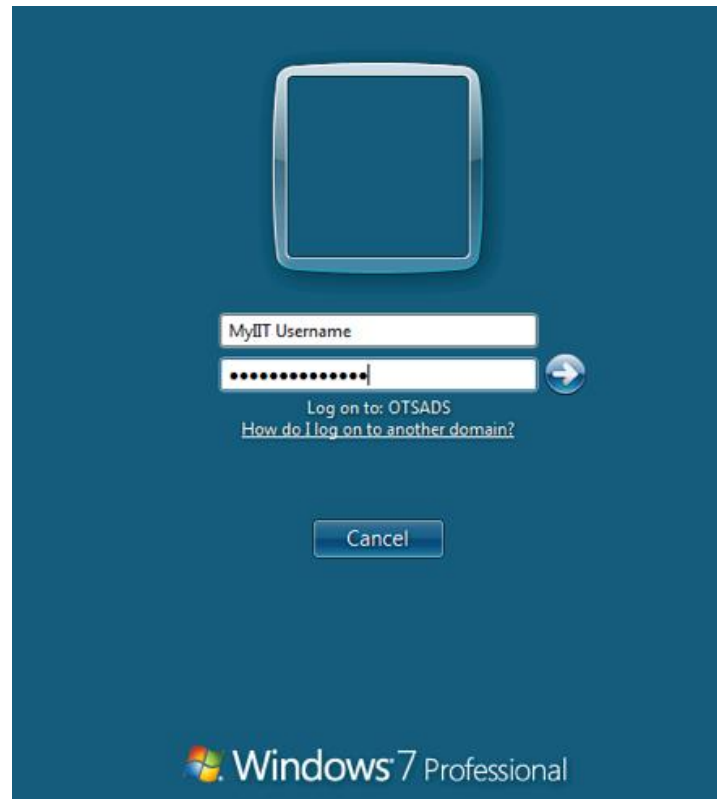 MyIIT Username
••••••••••••••
Log on to: OTSADS
How do I log on to another domain?
Cancel
Windows 7 Professional